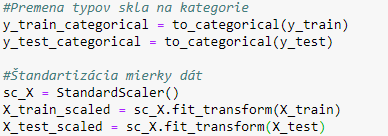 #Premena typov skla na kategorie
y_train_categorical = to_categorical(y_train)
y_test_categorical = to_categorical(y_test)
#Štandartizácia mierky dát
sc_X = StandardScaler()
X_train_scaled = sc_X.fit_transform(X_train)
X_test_scaled = sc_X.fit_transform(X_test)